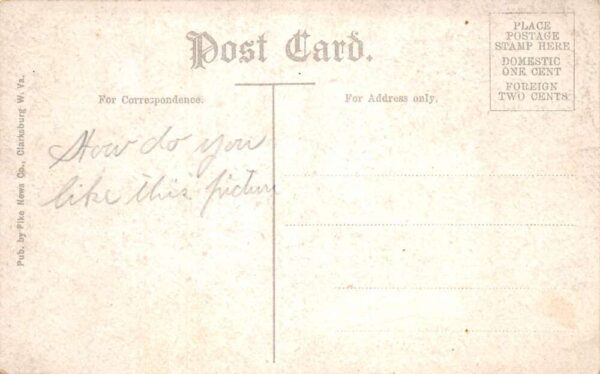 Post Card.
PLACE
POSTAGE
STAMP HERE
DOMESTIC
ONE CENT
FOREIGN
TWO CENTS
For Correspondence.
For Address only.
How do you
like this picture
Pub. by Pike News Co., Clarksburg W. Va.